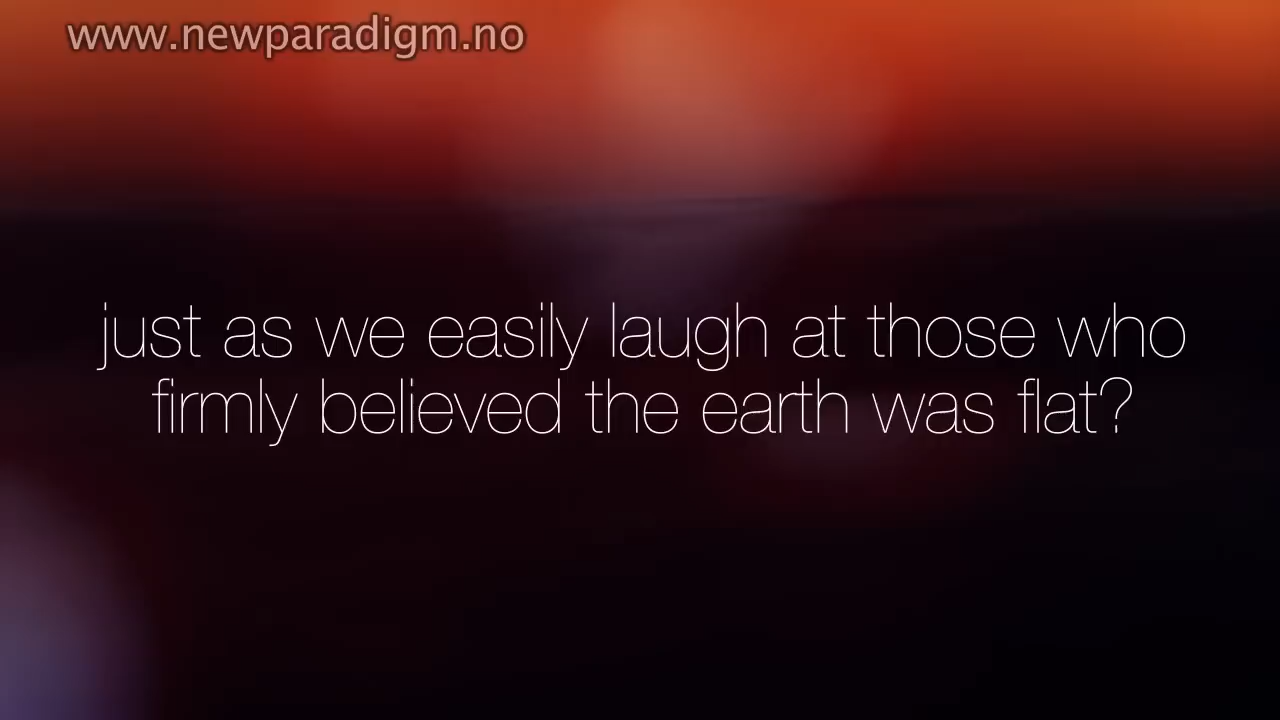 www.newparadigm.no
just as we easily laugh at those who
firmly believed the earth was flat?